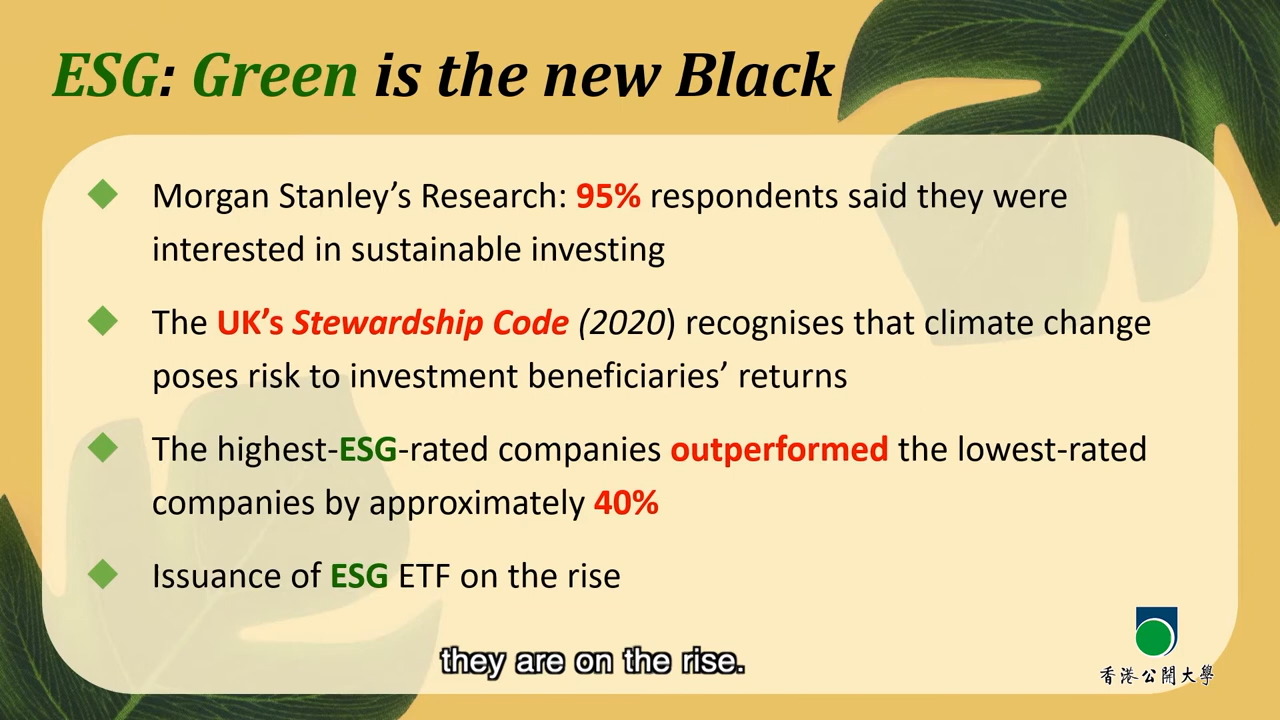 ESG: Green is the new Black
Morgan Stanley’s Research: 95% respondents said they were
interested in sustainable investing
The UK’s Stewardship Code (2020) recognises that climate change
poses risk to investment beneficiaries’ returns
The highest-ESG-rated companies outperformed the lowest-rated
companies by approximately 40%
Issuance of ESG ETF on the rise
they are on the rise.
香港公開大學